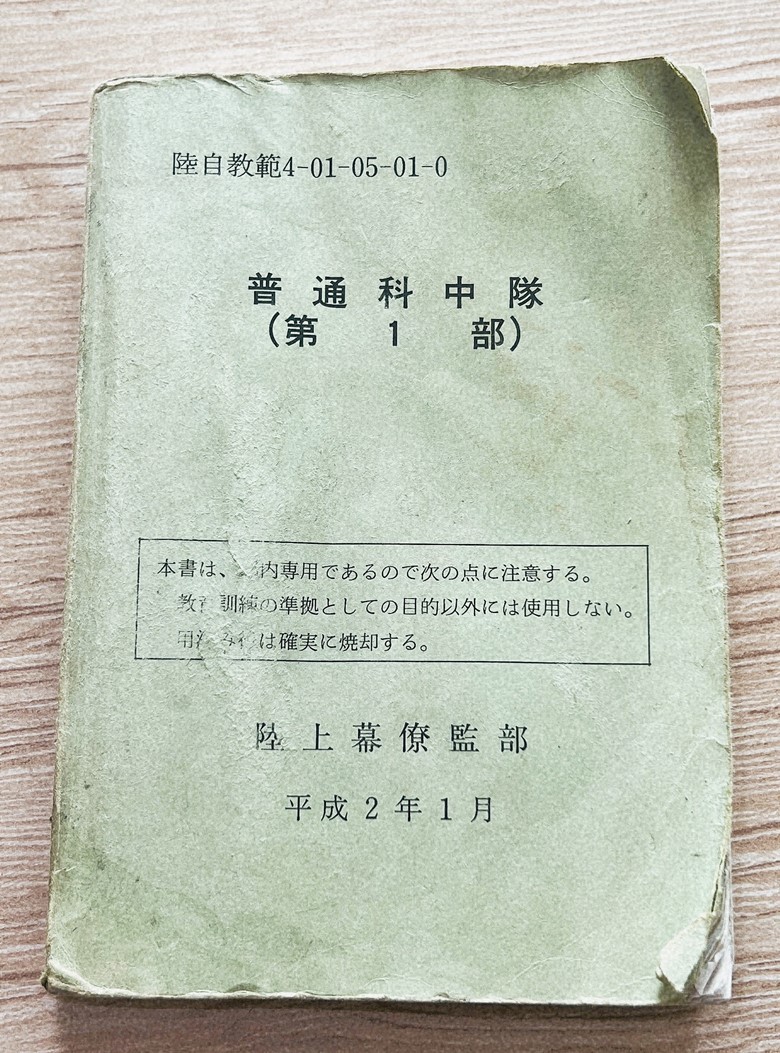 陸自教範4-01-05-01-0
普通科中隊
(第1部)
本書は、内専用であるので次の点に注意する。
教育訓練の準拠としての目的以外には使用しない。
は確実に焼却する。
陸上幕僚監部
平成2年1月